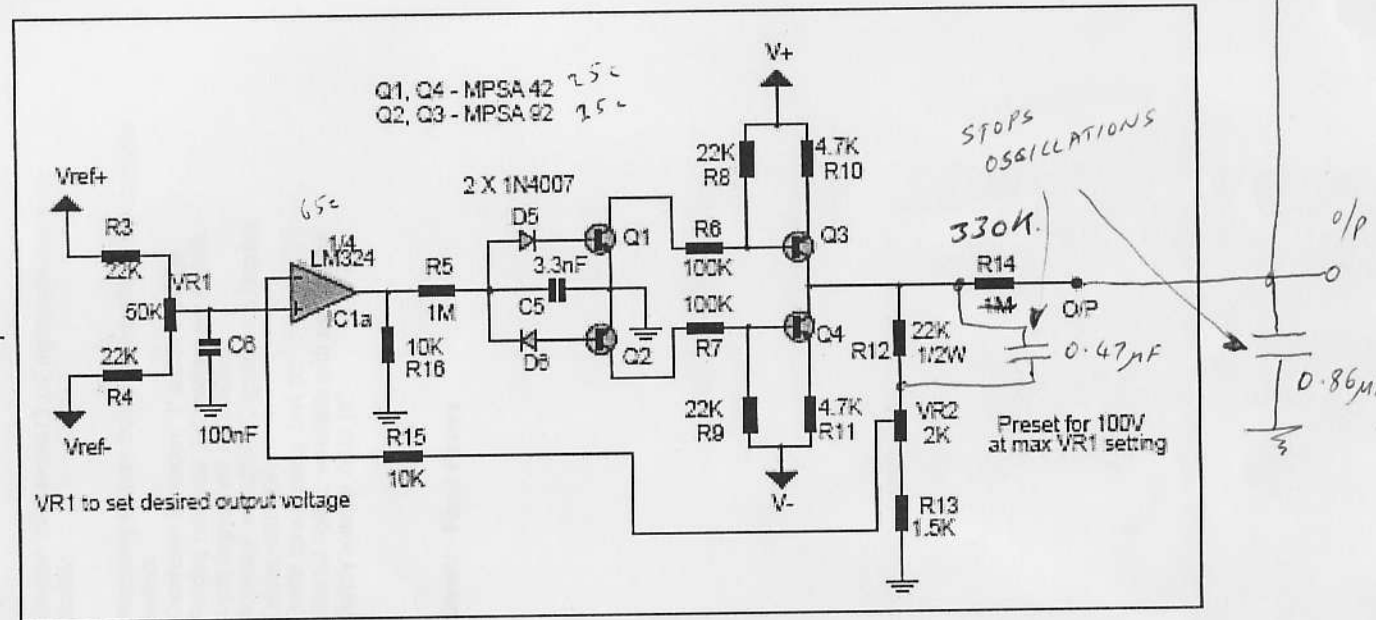 Q1, Q4 - MPSA 42 25c
Q2, Q3 - MPSA 92 25c
V+
STOPS
OSSILLATIONS
22K
R8
4.7K
R10
Vref+
2 X 1N4007
65c
R3
22K
D5
Q1
R6
100K
Q3
330K.
O/P
1/4
LM324
IC1a
R5
1M
3.3nF
C5
R14
1M
O/P
VR1
50K
C6
100nF
22K
R4
Vref-
10K
R16
D6
Q2
100K
R7
Q4
22K
1/2W
R12
0.47µF
0.86µ
22K
R9
4.7K
R11
VR2
2K
Preset for 100V
at max VR1 setting
R15
10K
V-
R13
1.5K
VR1 to set desired output voltage